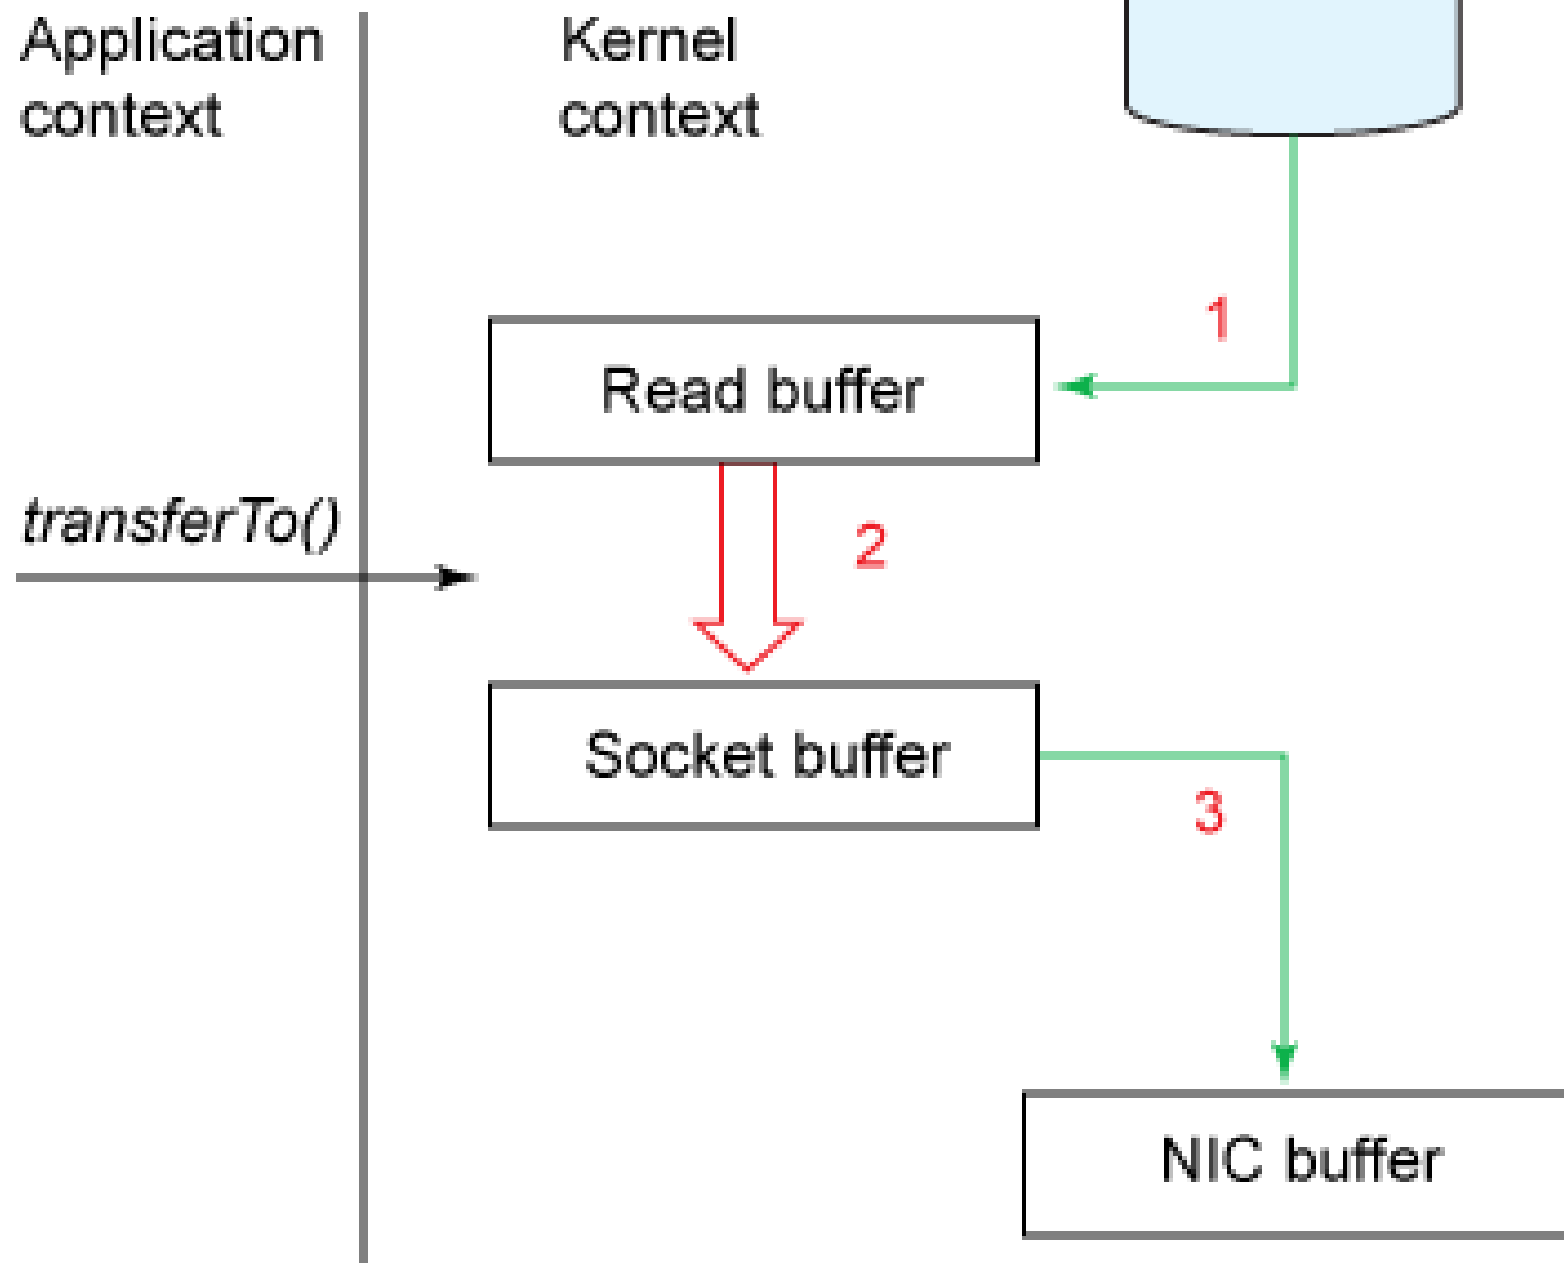 Application
context
Kernel
context
1
Read buffer
transferTo()
2
Socket buffer
3
NIC buffer